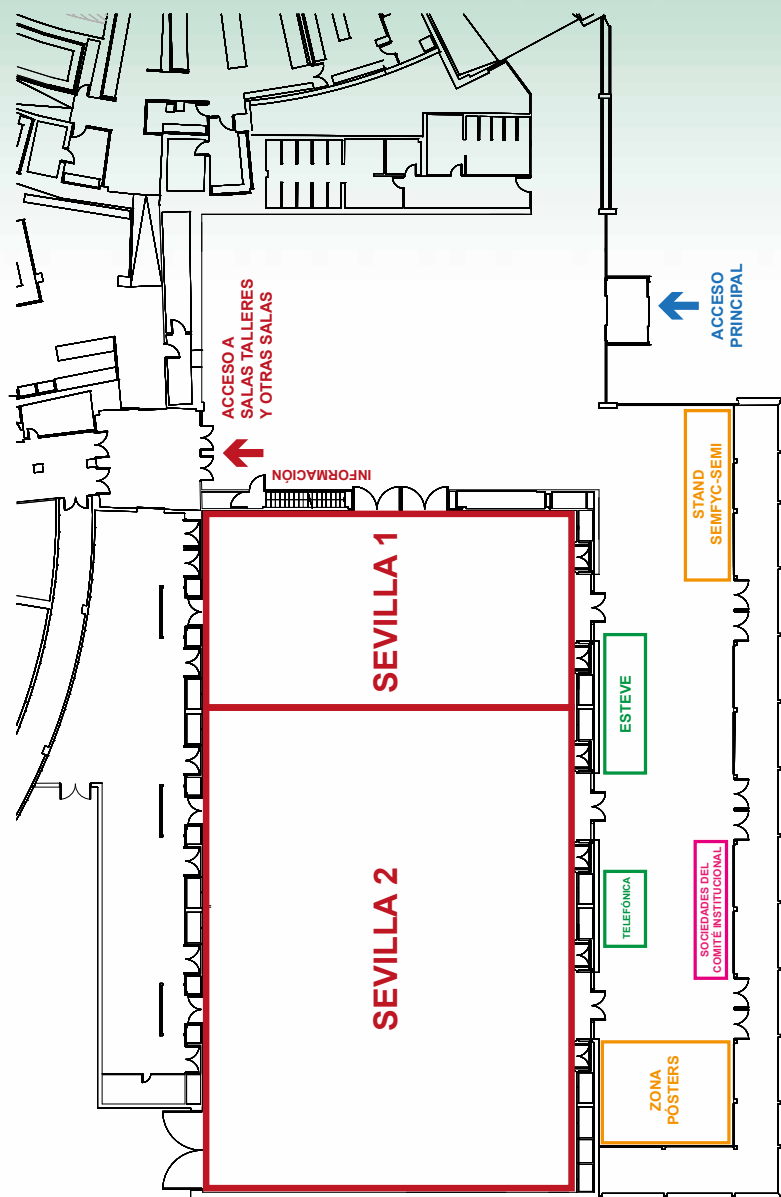 ACCESO A
SALAS TALLERES
Y OTRAS SALAS
ACCESO
PRINCIPAL
INFORMACIÓN
STAND
SEMFYC-SEMI
SEVILLA 1
ESTEVE
SEVILLA 2
TELEFÓNICA
SOCIEDADES DEL
COMITÉ INSTITUCIONAL
ZONA
PÓSTERS